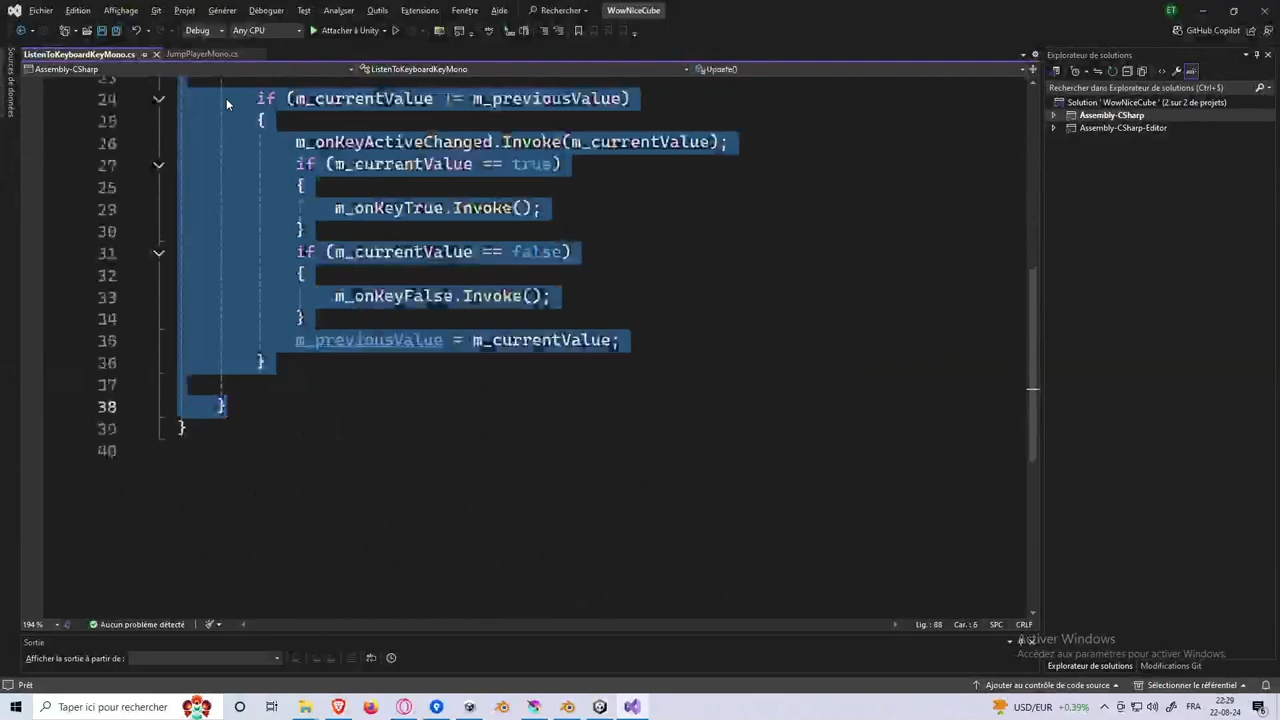 Fichier Edition Affichage Git Projet Générer Déboguer Test Analyser Outils Extensions Fenêtre Aide Rechercher WowNiceCube ET
Debug Any CPU Attacher à Unity GitHub Copilot
ListenToKeyboardKeyMono.cs JumpPlayerMono.cs Explorateur de solutions
Assembly-CSharp ListenToKeyboardKeyMono Update()
Sources de données
Rechercher dans Explorateur de solutions (Ctrl+$)
Solution 'WowNiceCube' (2 sur 2 de projets)
Assembly-CSharp
Assembly-CSharp-Editor
23
24 if (m_currentValue != m_previousValue)
25 {
26 m_onKeyActiveChanged.Invoke(m_currentValue);
27 if (m_currentValue == true)
{
29 m_onKeyTrue.Invoke();
30 }
31 if (m_currentValue == false)
32 {
33 m_onKeyFalse.Invoke();
34 }
35 m_previousValue = m_currentValue;
36 }
37
38 }
39 }
40
194 % Aucun problème détecté Car.: 6 SPC CRLF
Sortie
Afficher la sortie à partir de :
Activer Windows
Accédez aux paramètres pour activer Windows.
Explorateur de solutions Modifications Git
Prêt Ajouter au contrôle de code source Sélectionner le référentiel
Taper ici pour rechercher USD/EUR +0.39% FRA 22:29
22-08-24